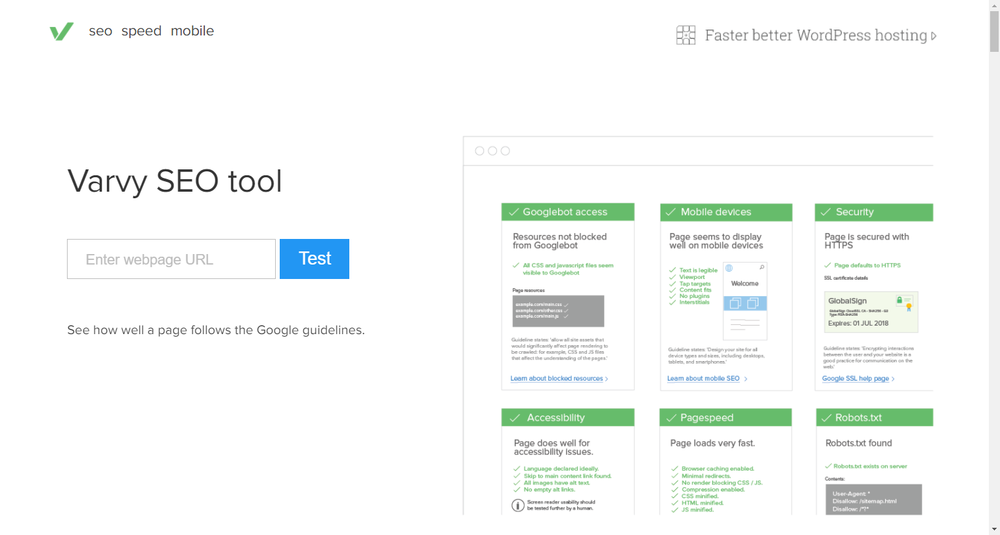 seo speed mobile
Faster better WordPress hosting
Varvy SEO tool
Enter webpage URL
Test
See how well a page follows the Google guidelines.
Googlebot access
Resources not blocked
from Googlebot
All CSS and javascript files seem
visible to Googlebot
Page resources
example.com/main.css
example.com/other.css
example.com/main.js
Guideline states: 'allow all site assets that
would significantly affect page rendering to
be crawled: for example, CSS and JS files
that affect the understanding of the pages.'
Learn about blocked resources
Mobile devices
Page seems to display
well on mobile devices
Text is legible
Viewport
Tap targets
Content fits
No plugins
Interstitials
Welcome
Guideline states: 'Design your site for all
device types and sizes, including desktops,
tablets, and smartphones.'
Learn about mobile SEO
Security
Page is secured with
HTTPS
Page defaults to HTTPS
SSL certificate details
GlobalSign
GlobalSign CloudSSL CA - SHA256 - G3
Type: RSA-SHA256
Expires: 01 JUL 2018
Guideline states: 'Encrypting interactions
between the user and your website is a
good practice for communication on the
web.'
Google SSL help page
Accessibility
Page does well for
accessibility issues.
Language declared ideally.
Skip to main content link found.
All images have alt text.
No empty alt links.
Screen reader usability should
be tested further by a human.
Pagespeed
Page loads very fast.
Browser caching enabled.
Minimal redirects.
No render blocking CSS / JS.
Compression enabled.
CSS minified.
HTML minified.
JS minified.
Robots.txt
Robots.txt found
Robots.txt exists on server
Contents:
User-Agent: *
Disallow: /sitemap.html
Disallow: /*?*